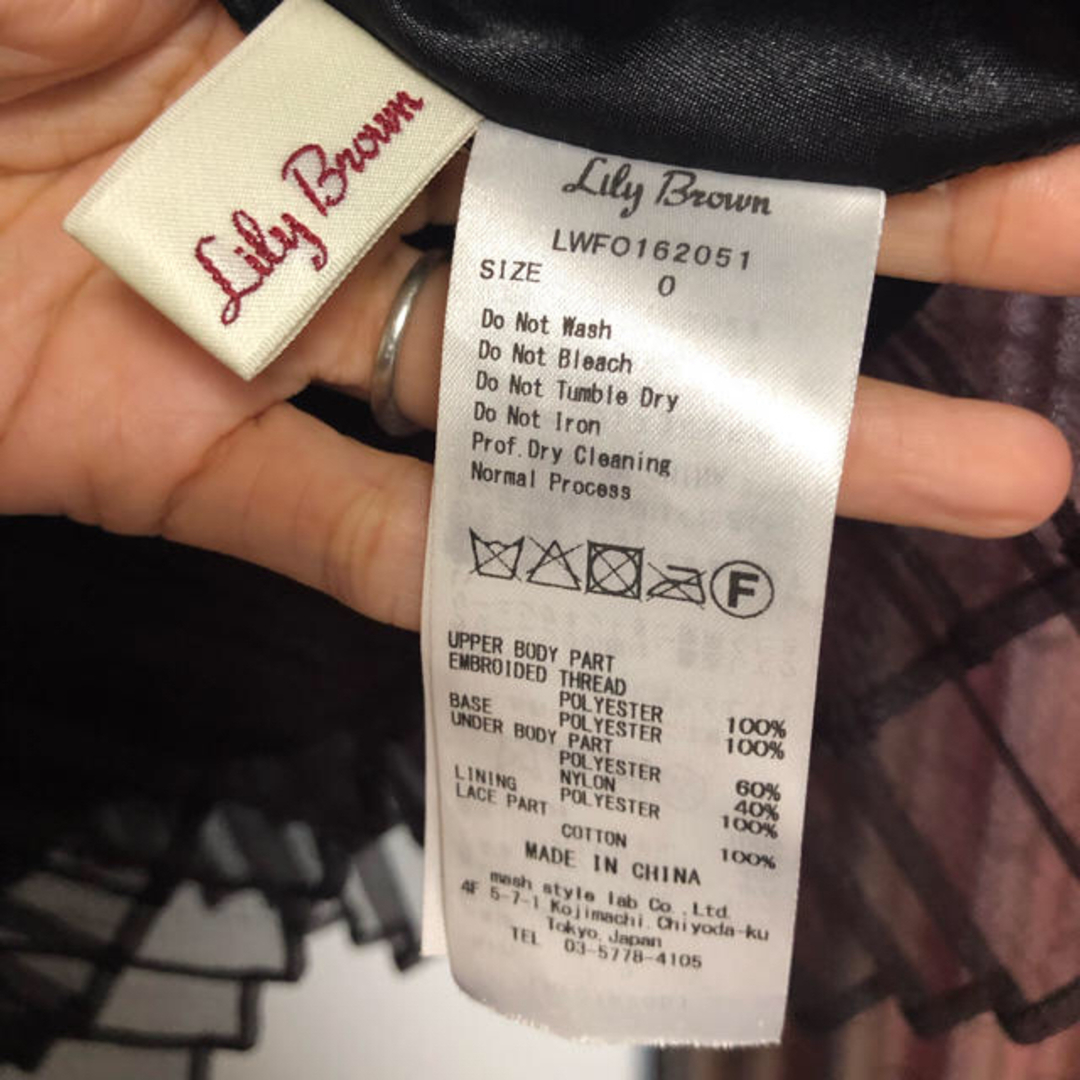 Lily Brown
Lily Brown
LWFO162051
SIZE 0
Do Not Wash
Do Not Bleach
Do Not Tumble Dry
Do Not Iron
Prof.Dry Cleaning
Normal Process
F
UPPER BODY PART
EMBROIDED THREAD
POLYESTER 100%
BASE POLYESTER 100%
UNDER BODY PART
POLYESTER 60%
NYLON 40%
LINING POLYESTER 100%
LACE PART
COTTON 100%
MADE IN CHINA
mash style lab Co.,Ltd.
4F 5-7-1 Kojimachi.Chiyoda-ku
Tokyo,Japan
TEL 03-5778-4105